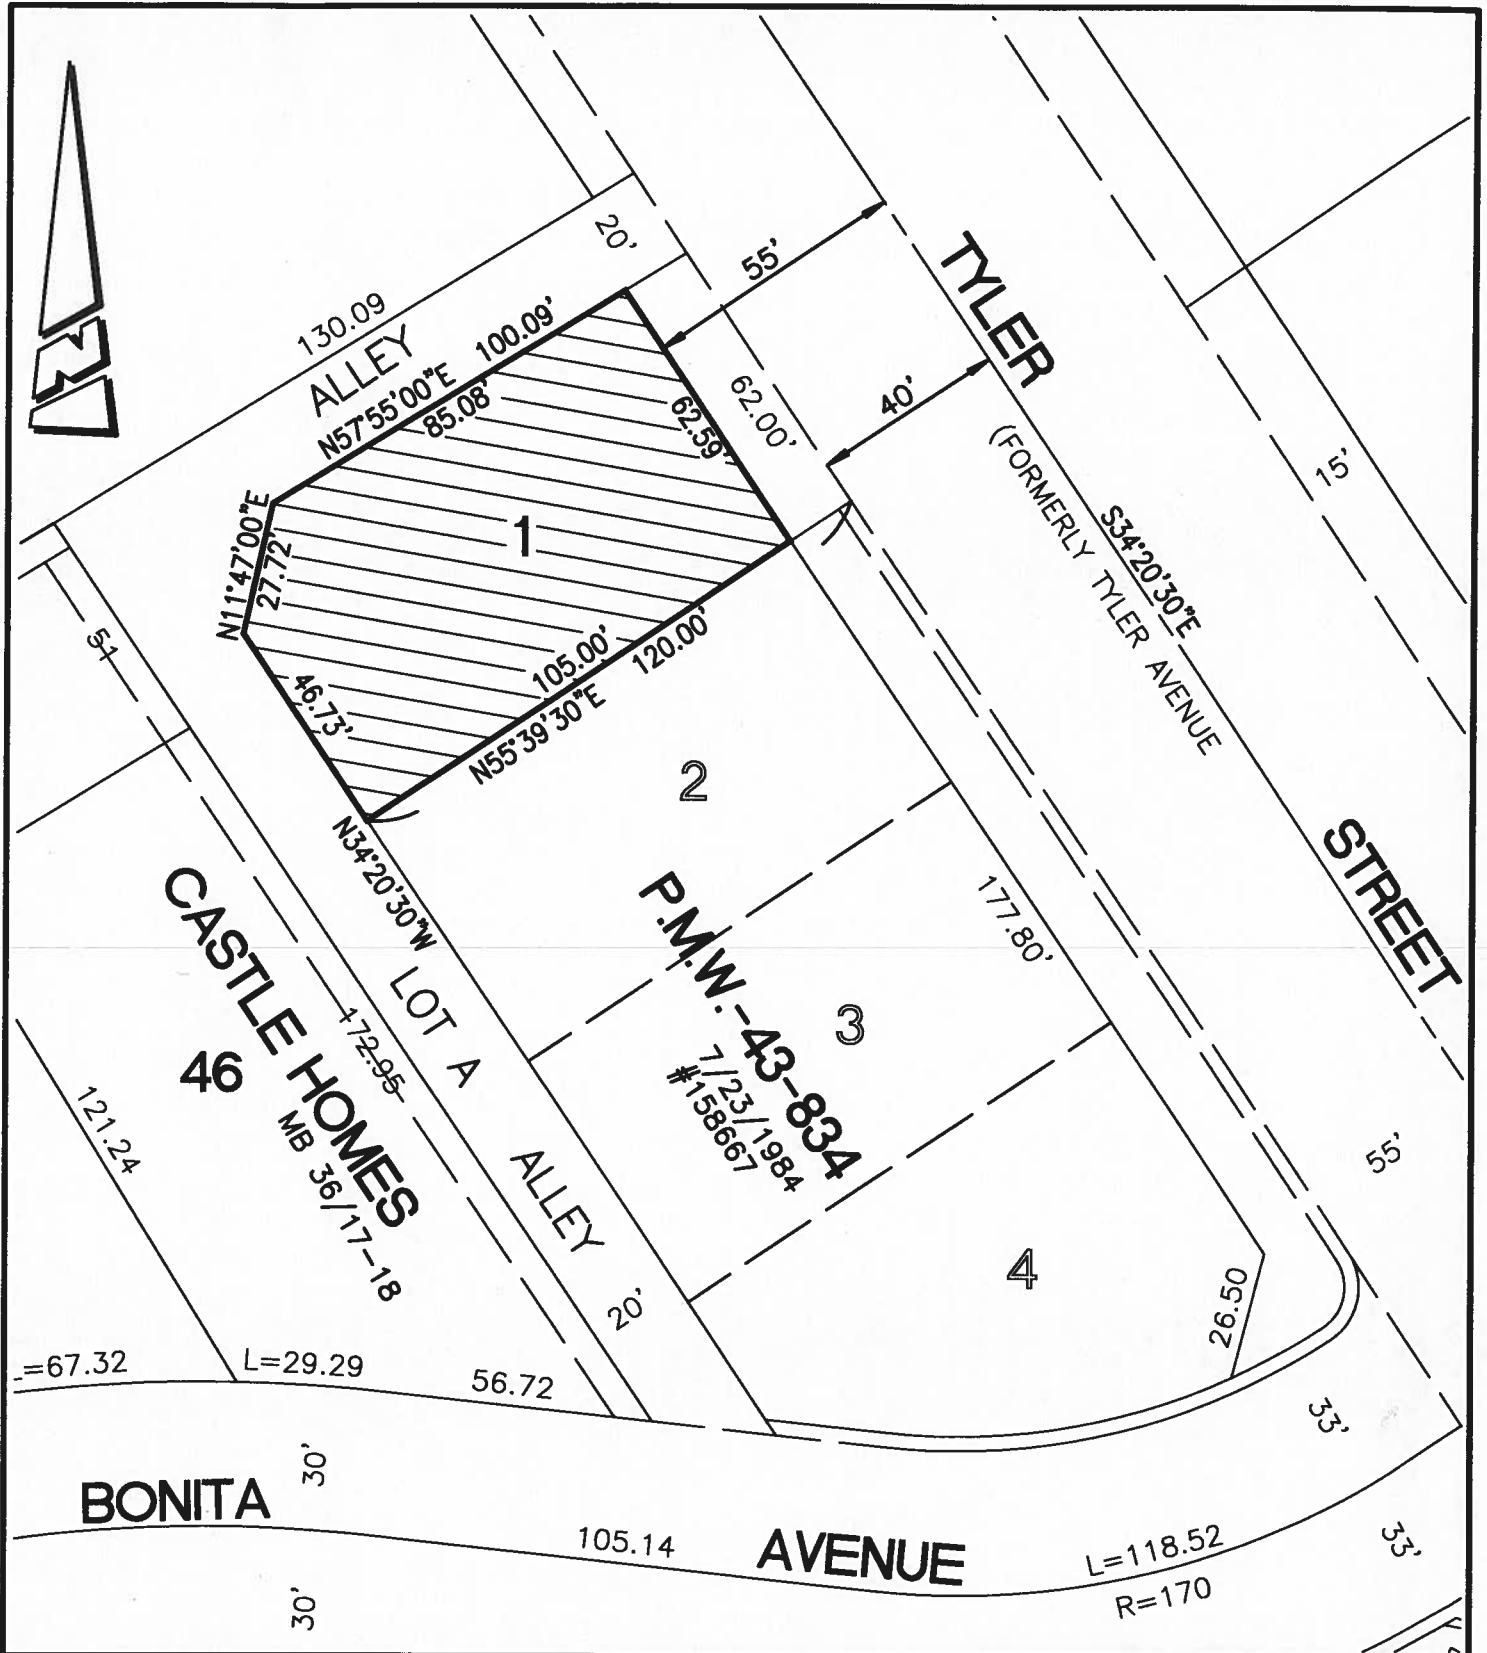 N
20'
55'
TYLER
130.09
ALLEY
100.09'
N57°55'00"E
85.08'
62.59'
62.00'
40'
(FORMERLY TYLER AVENUE
S34°20'30"E
15'
1
N11°47'00"E
27.72'
51
46.73'
105.00'
120.00'
N55°39'30"E
2
N34°20'30"W
STREET
177.80'
CASTLE HOMES
MB 36/17-18
46
172.95
LOT A
P.M.W.-43-834
7/23/1984
#158667
3
121.24
ALLEY
20'
55'
4
26.50
=67.32
L=29.29
56.72
33'
30'
BONITA
AVENUE
105.14
L=118.52
R=170
33'
30'